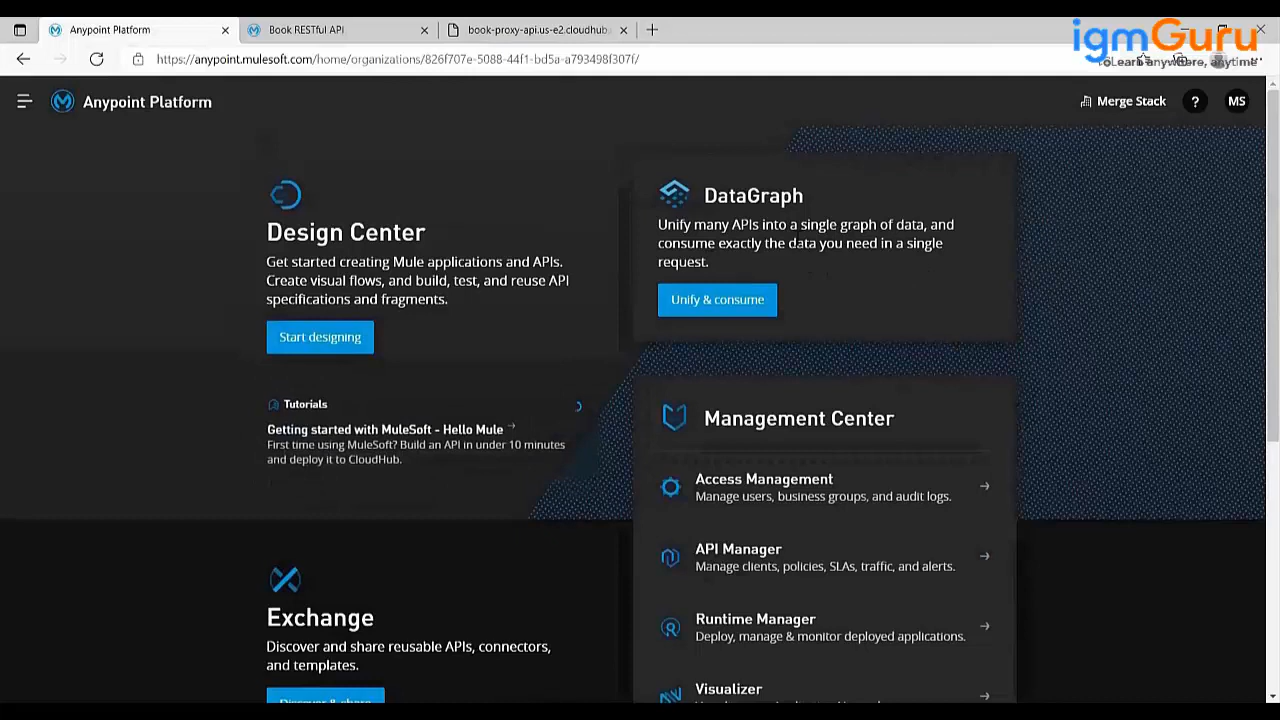 Anypoint Platform
Book RESTful API
book-proxy-api.us-e2.cloudhub.
igmGuru
Learn anywhere, anytime
https://anypoint.mulesoft.com/home/organizations/826f707e-5088-44f1-bd5a-a793498f307f/
Anypoint Platform
Merge Stack
?
MS
Design Center
Get started creating Mule applications and APIs.
Create visual flows, and build, test, and reuse API
specifications and fragments.
Start designing
Tutorials
Getting started with MuleSoft - Hello Mule
First time using MuleSoft? Build an API in under 10 minutes
and deploy it to CloudHub.
Exchange
Discover and share reusable APIs, connectors,
and templates.
Discover & share
DataGraph
Unify many APIs into a single graph of data, and
consume exactly the data you need in a single
request.
Unify & consume
Management Center
Access Management
Manage users, business groups, and audit logs.
API Manager
Manage clients, policies, SLAs, traffic, and alerts.
Runtime Manager
Deploy, manage & monitor deployed applications.
Visualizer